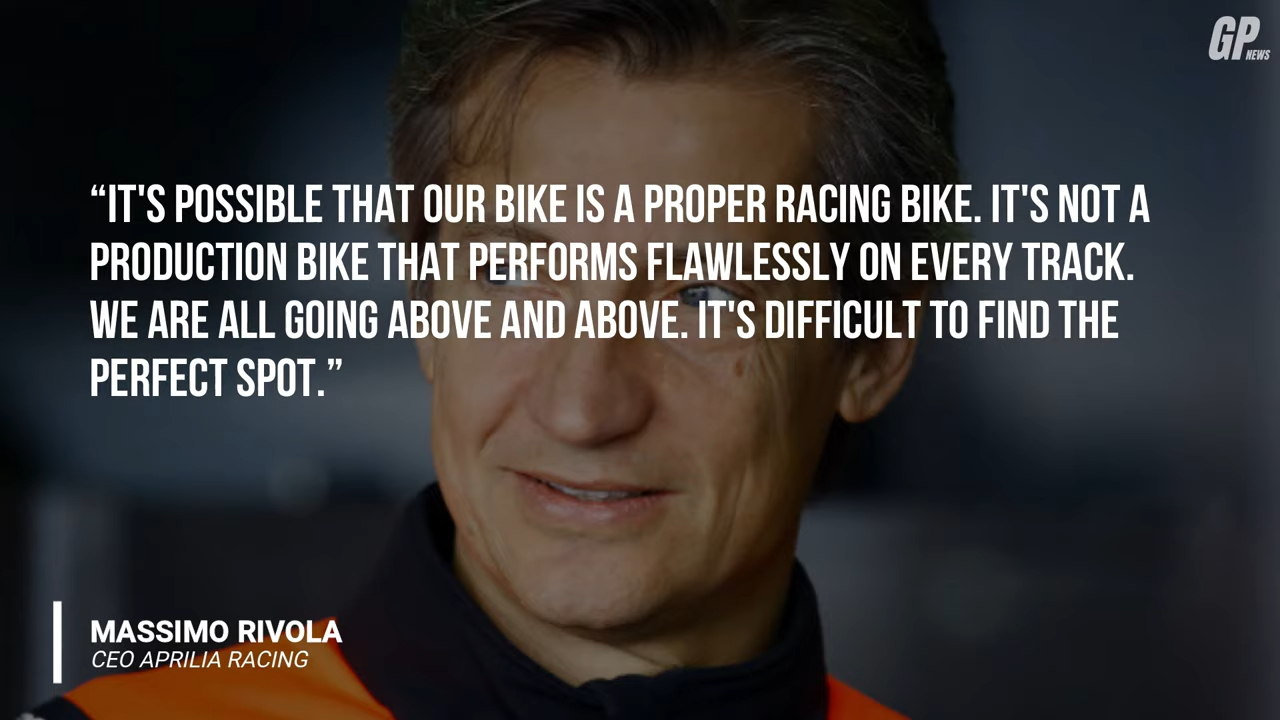 GP
NEWS
“IT'S POSSIBLE THAT OUR BIKE IS A PROPER RACING BIKE. IT'S NOT A
PRODUCTION BIKE THAT PERFORMS FLAWLESSLY ON EVERY TRACK.
WE ARE ALL GOING ABOVE AND ABOVE. IT'S DIFFICULT TO FIND THE
PERFECT SPOT.”
MASSIMO RIVOLA
CEO APRILIA RACING